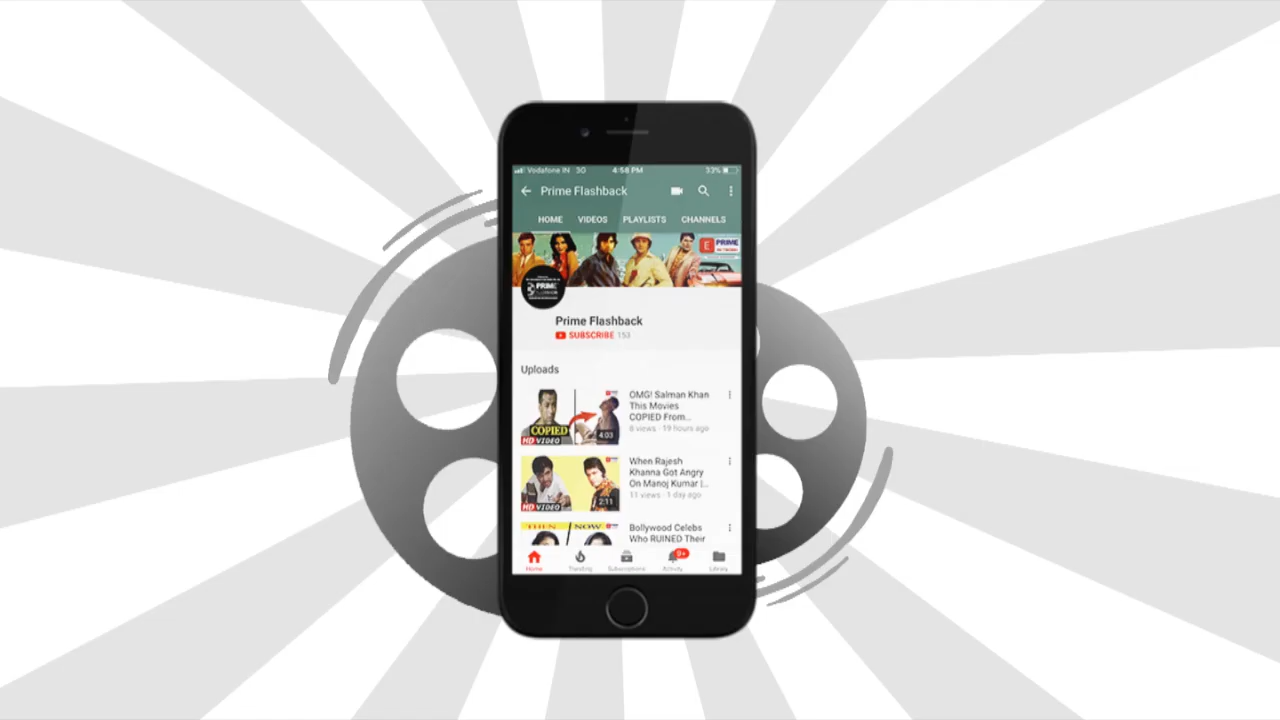 Vodafone IN 3G 4:58 PM 33%
Prime Flashback
HOME VIDEOS PLAYLISTS CHANNELS
E PRIME
PRIME
Prime Flashback
SUBSCRIBE 153
Uploads
COPIED
HD VIDEO
4:03
OMG! Salman Khan
This Movies
COPIED From...
8 views · 19 hours ago
HD VIDEO
2:11
When Rajesh
Khanna Got Angry
On Manoj Kumar |...
11 views · 1 day ago
THEN NOW
Bollywood Celebs
Who RUINED Their
9+
Home Trending Subscriptions Activity Library